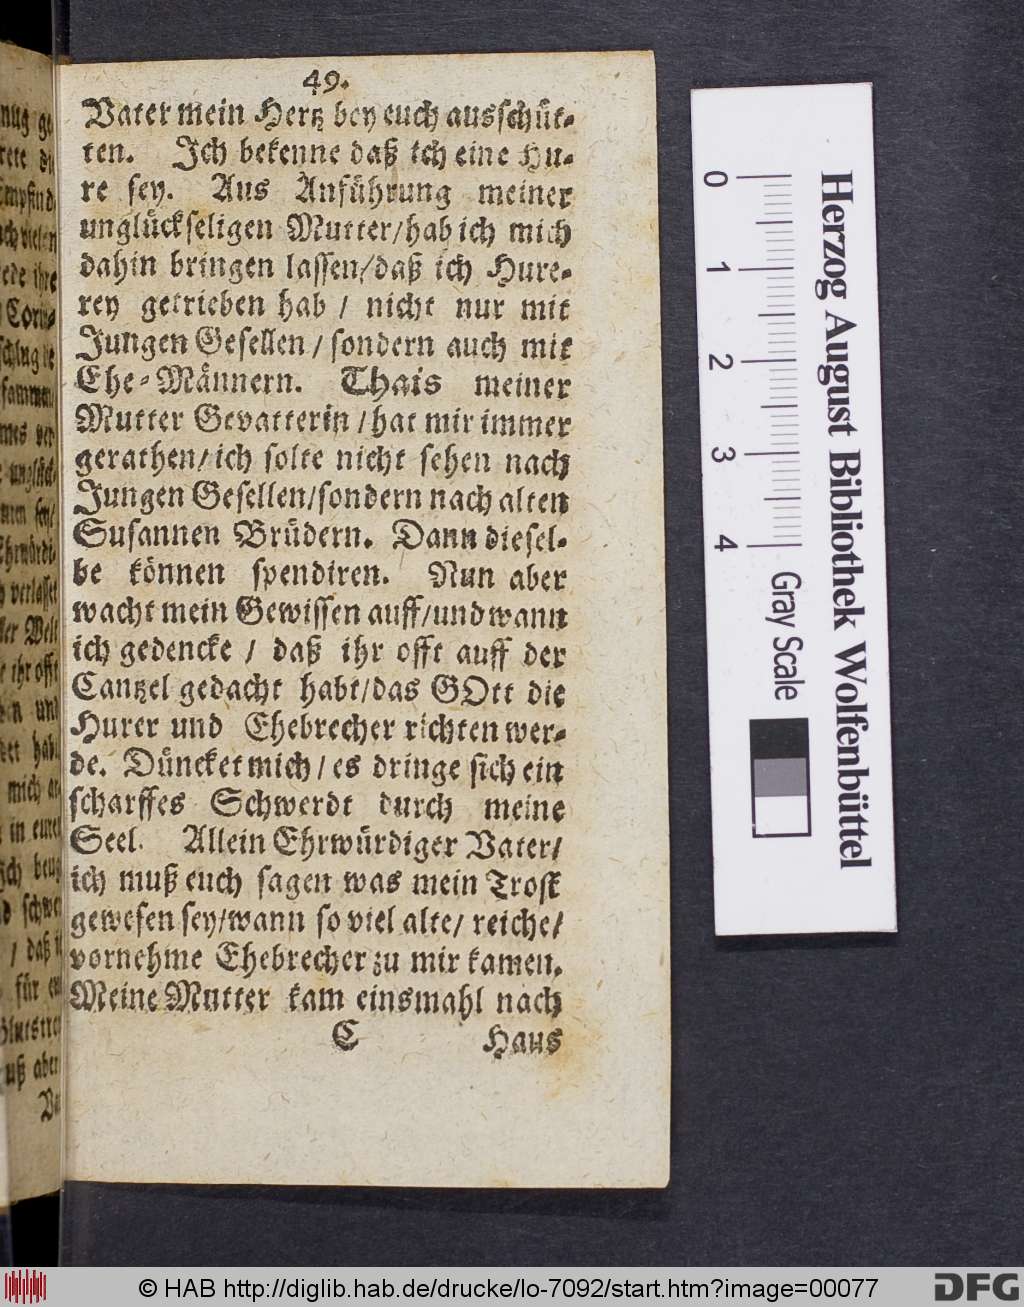 49.
Vater mein Hertz bey euch ausschüt-
ten. Ich bekenne daß ich eine Hu-
re sey. Aus Anführung meiner
unglückseligen Mutter/hab ich mich
dahin bringen lassen/daß ich Hure-
rey getrieben hab / nicht nur mit
Jungen Gesellen / sondern auch mit
Ehe-Männern. Thais meiner
Mutter Gevatterin / hat mir immer
gerathen/ich solte nicht sehen nach
Jungen Gesellen/sondern nach alten
Susannen Brüdern. Dann diesel-
be können spendiren. Nun aber
wacht mein Gewissen auff/und wann
ich gedencke / daß ihr offt auff der
Cantzel gedacht habt/das GOtt die
Hurer und Ehebrecher richten wer-
de. Düncket mich / es dringe sich ein
scharffes Schwerdt durch meine
Seel. Allein Ehrwürdiger Vater/
ich muß euch sagen was mein Trost
gewesen sey/wann so viel alte/ reiche/
vornehme Ehebrecher zu mir kamen.
Meine Mutter kam einsmahl nach
C Haus
0 1 2 3 4
Gray Scale
Herzog August Bibliothek Wolfenbüttel
© HAB http://diglib.hab.de/drucke/lo-7092/start.htm?image=00077
DFG